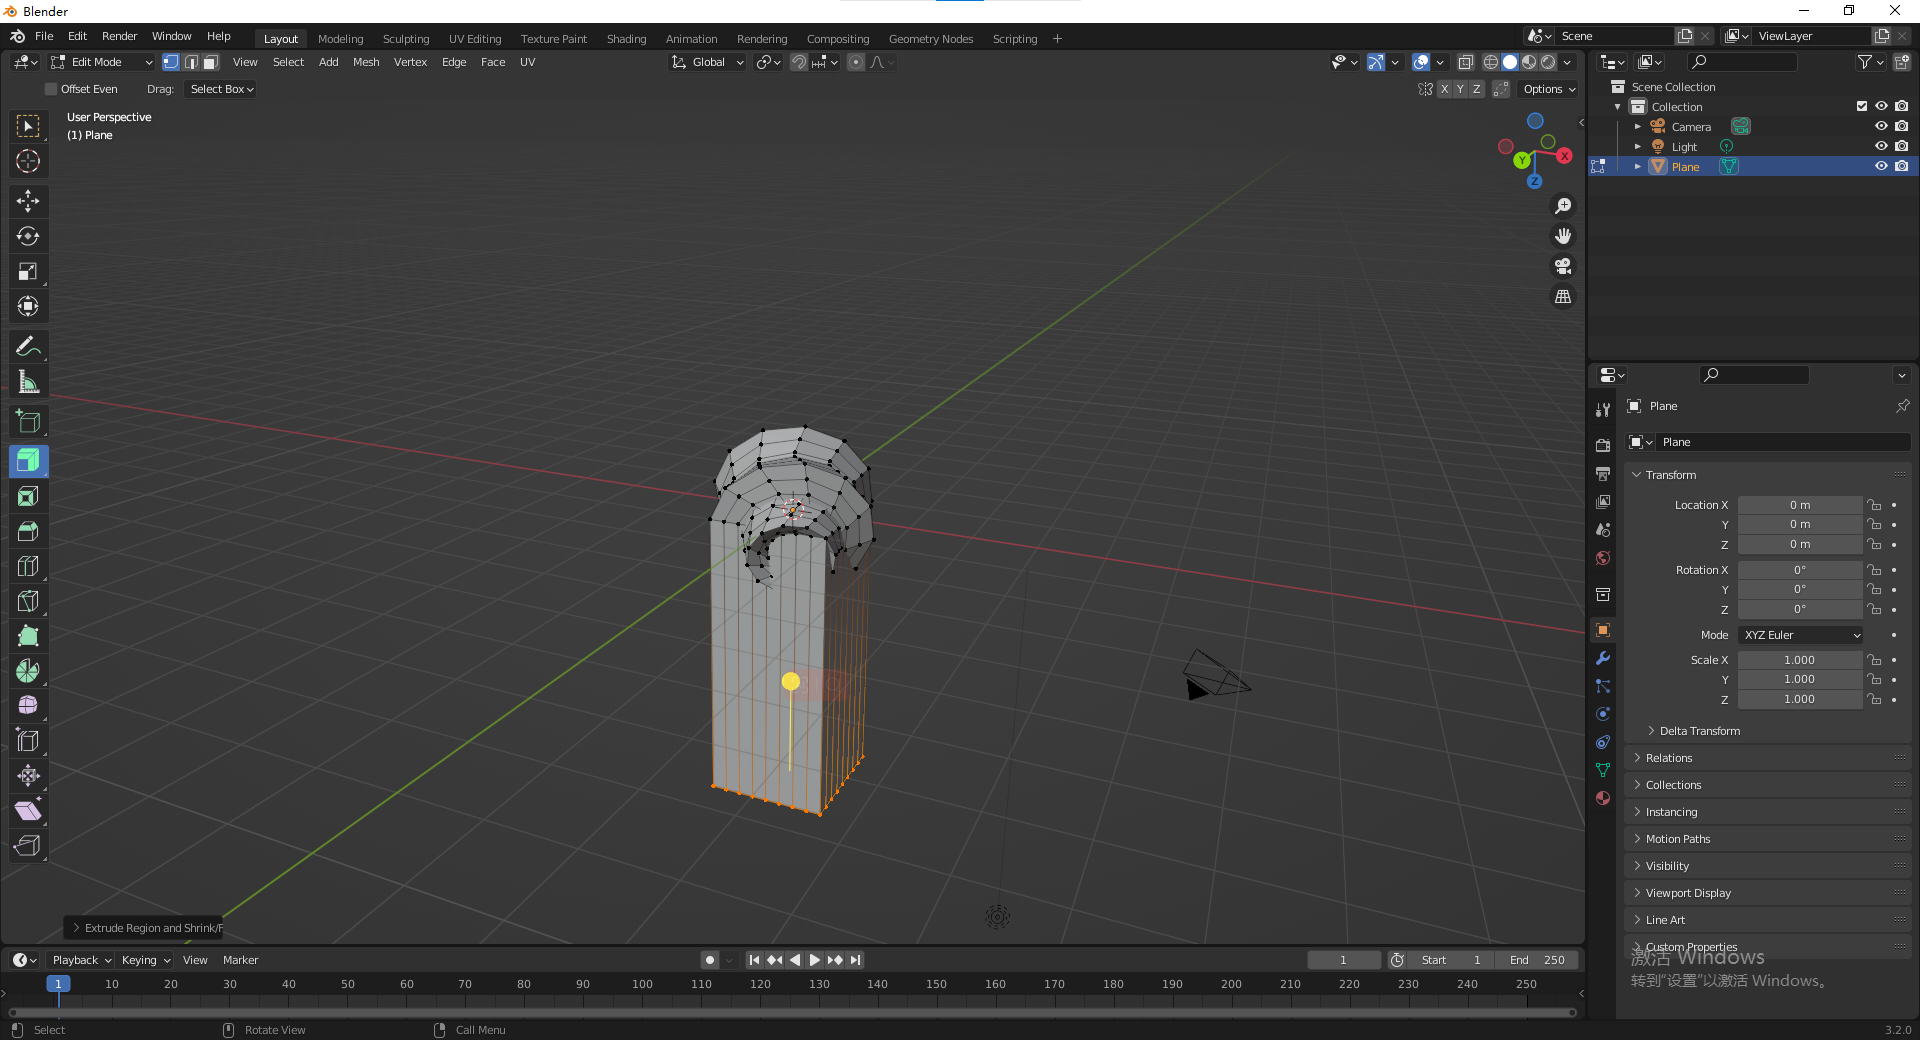 Blender
File Edit Render Window Help Layout Modeling Sculpting UV Editing Texture Paint Shading Animation Rendering Compositing Geometry Nodes Scripting + Scene ViewLayer
Edit Mode View Select Add Mesh Vertex Edge Face UV Global
Offset Even Drag: Select Box X Y Z Options
User Perspective
(1) Plane
X
Y
Z
Extrude Region and Shrink/F
Scene Collection
Collection
Camera
Light
Plane
Plane
Plane
Transform
Location X 0 m
Y 0 m
Z 0 m
Rotation X 0°
Y 0°
Z 0°
Mode XYZ Euler
Scale X 1.000
Y 1.000
Z 1.000
Delta Transform
Relations
Collections
Instancing
Motion Paths
Visibility
Viewport Display
Line Art
Custom Properties
激活 Windows
转到“设置”以激活 Windows。
Playback Keying View Marker 1 Start 1 End 250
1 10 20 30 40 50 60 70 80 90 100 110 120 130 140 150 160 170 180 190 200 210 220 230 240 250
Select Rotate View Call Menu 3.2.0